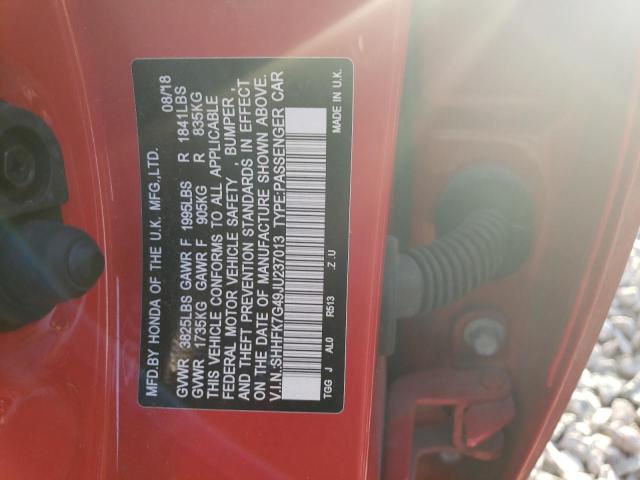 MFD.BY HONDA OF THE U.K. MFG.,LTD. 08/18
GVWR 3825LBS GAWR F 1995LBS R 1841LBS
GVWR 1735KG GAWR F 905KG R 835KG
THIS VEHICLE CONFORMS TO ALL APPLICABLE
FEDERAL MOTOR VEHICLE SAFETY , BUMPER ,
AND THEFT PREVENTION STANDARDS IN EFFECT
ON THE DATE OF MANUFACTURE SHOWN ABOVE.
V.I.N.:SHHFK7G49JU237013 TYPE:PASSENGER CAR
TGG J AL0 R513 .Z .U MADE IN U.K.